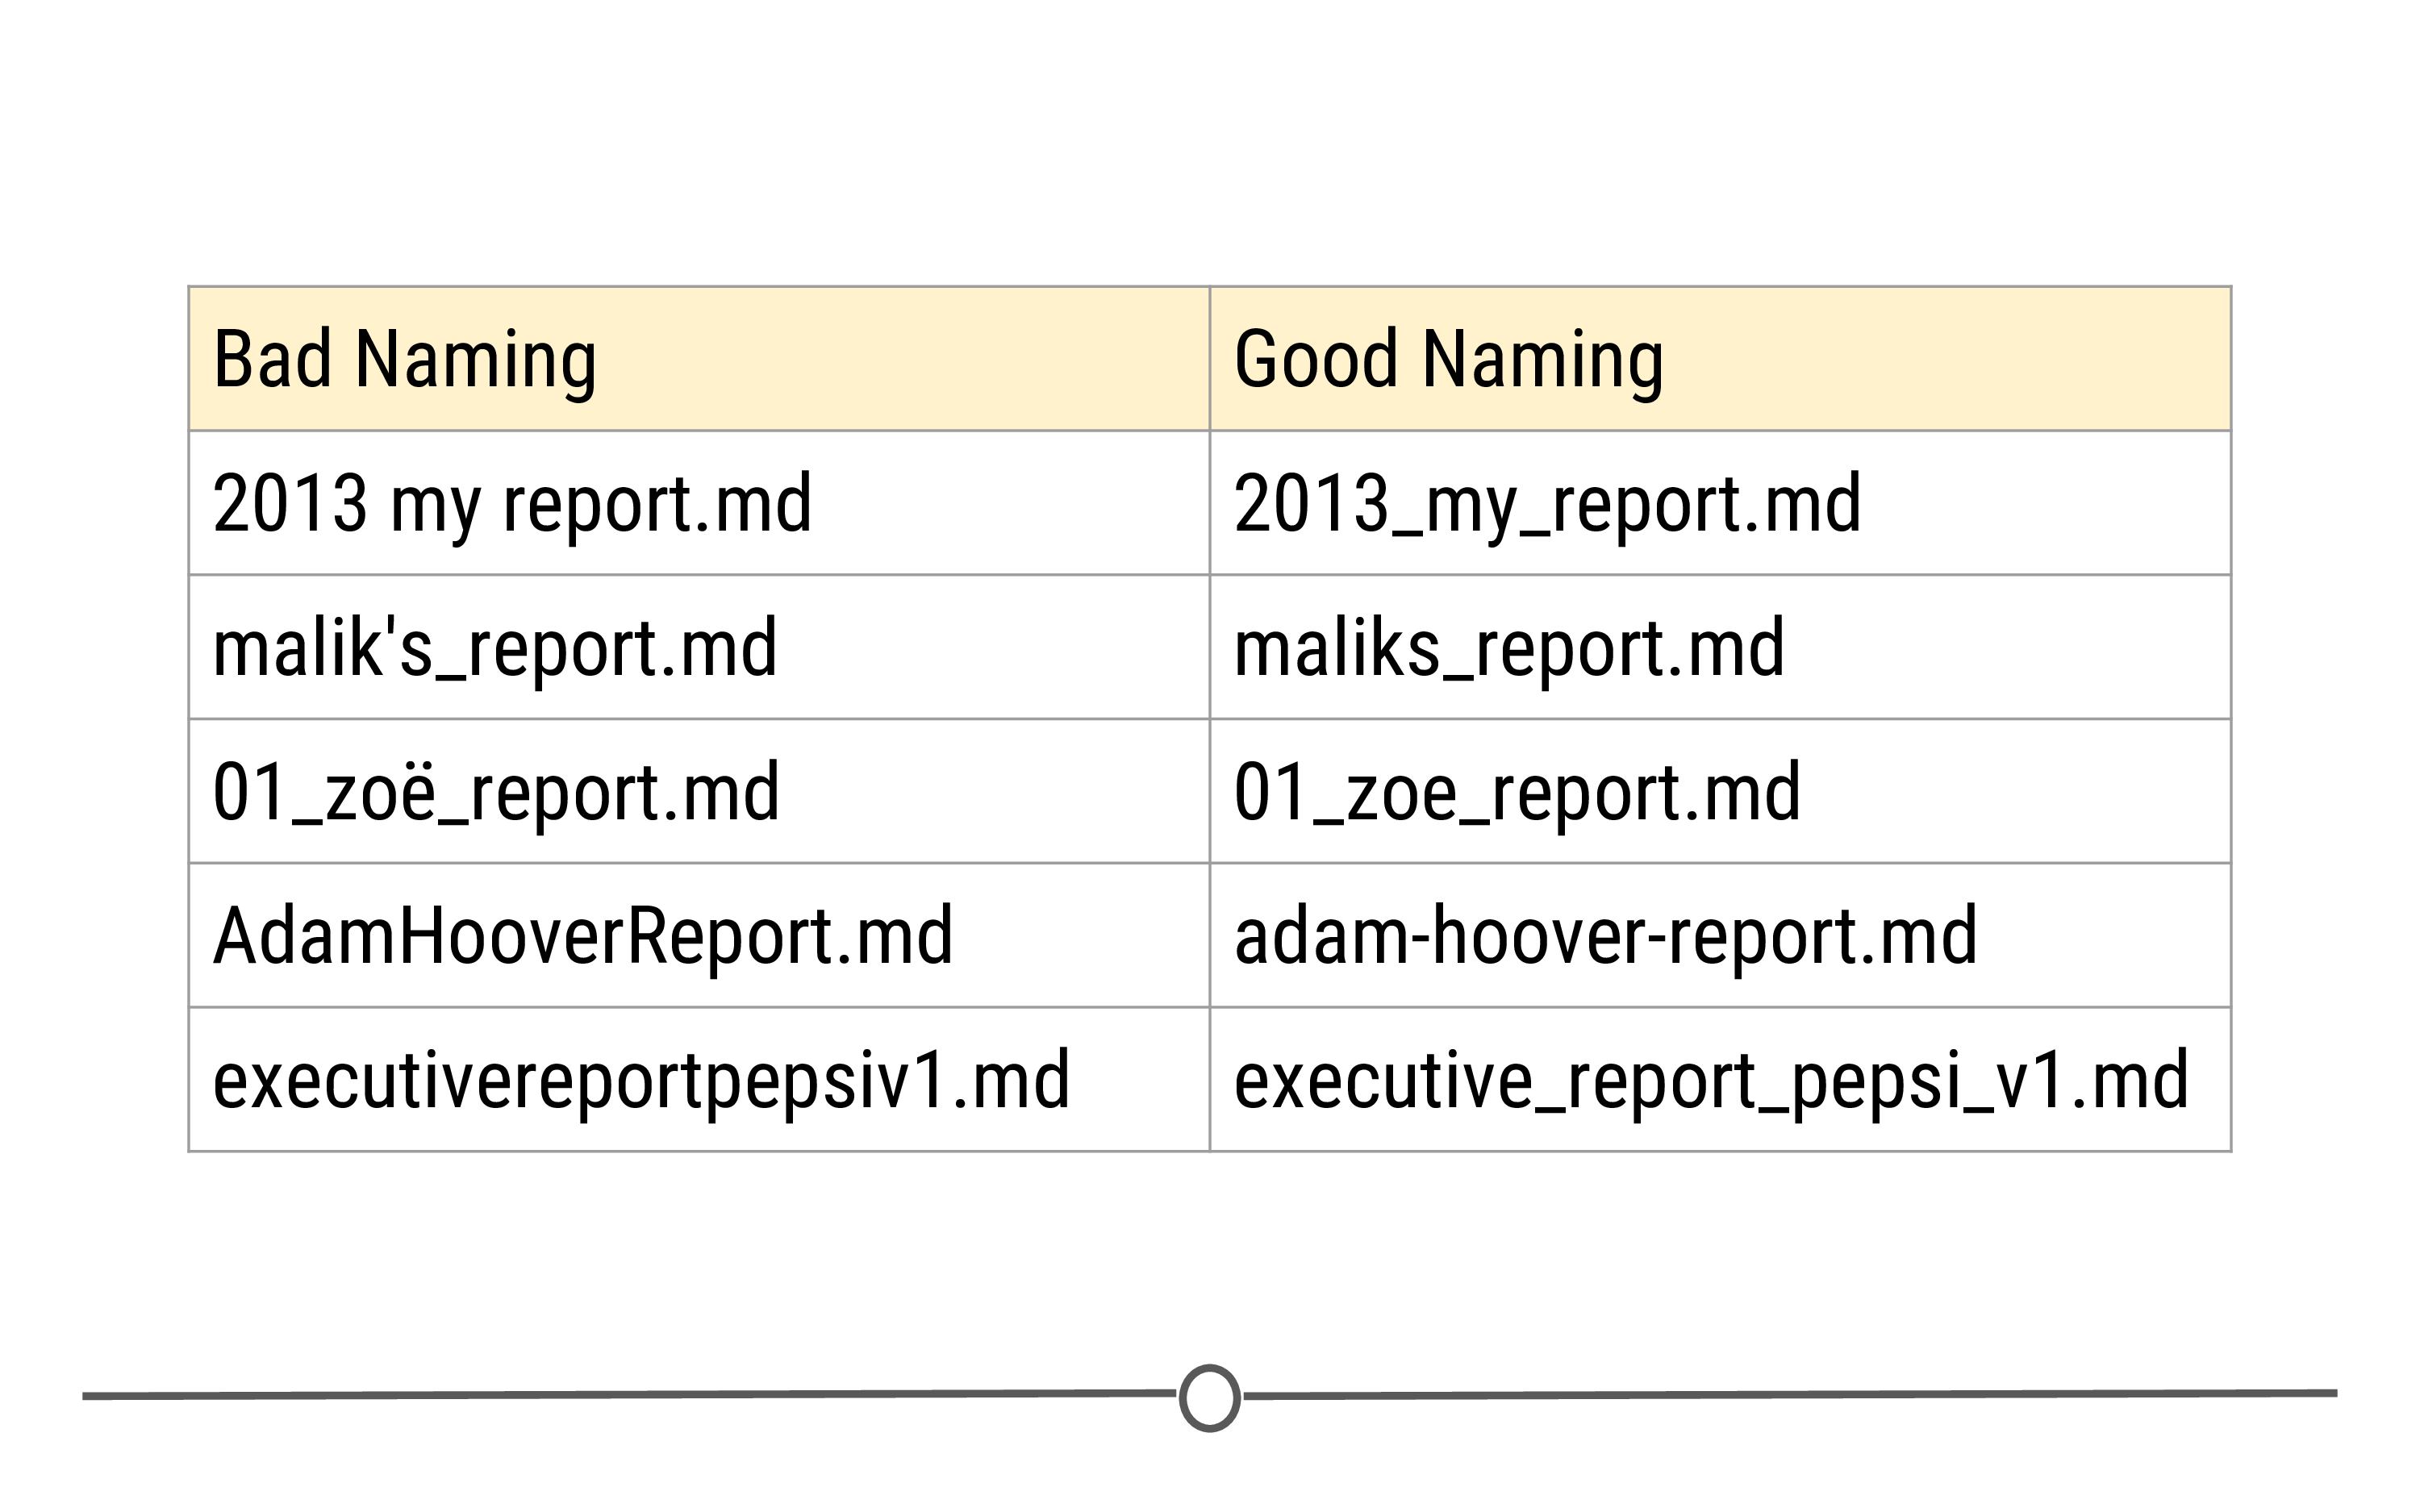 Bad Naming
Good Naming
2013 my report.md
2013_my_report.md
malik's_report.md
maliks_report.md
01_zoë_report.md
01_zoe_report.md
AdamHooverReport.md
adam-hoover-report.md
executivereportpepsiv1.md
executive_report_pepsi_v1.md